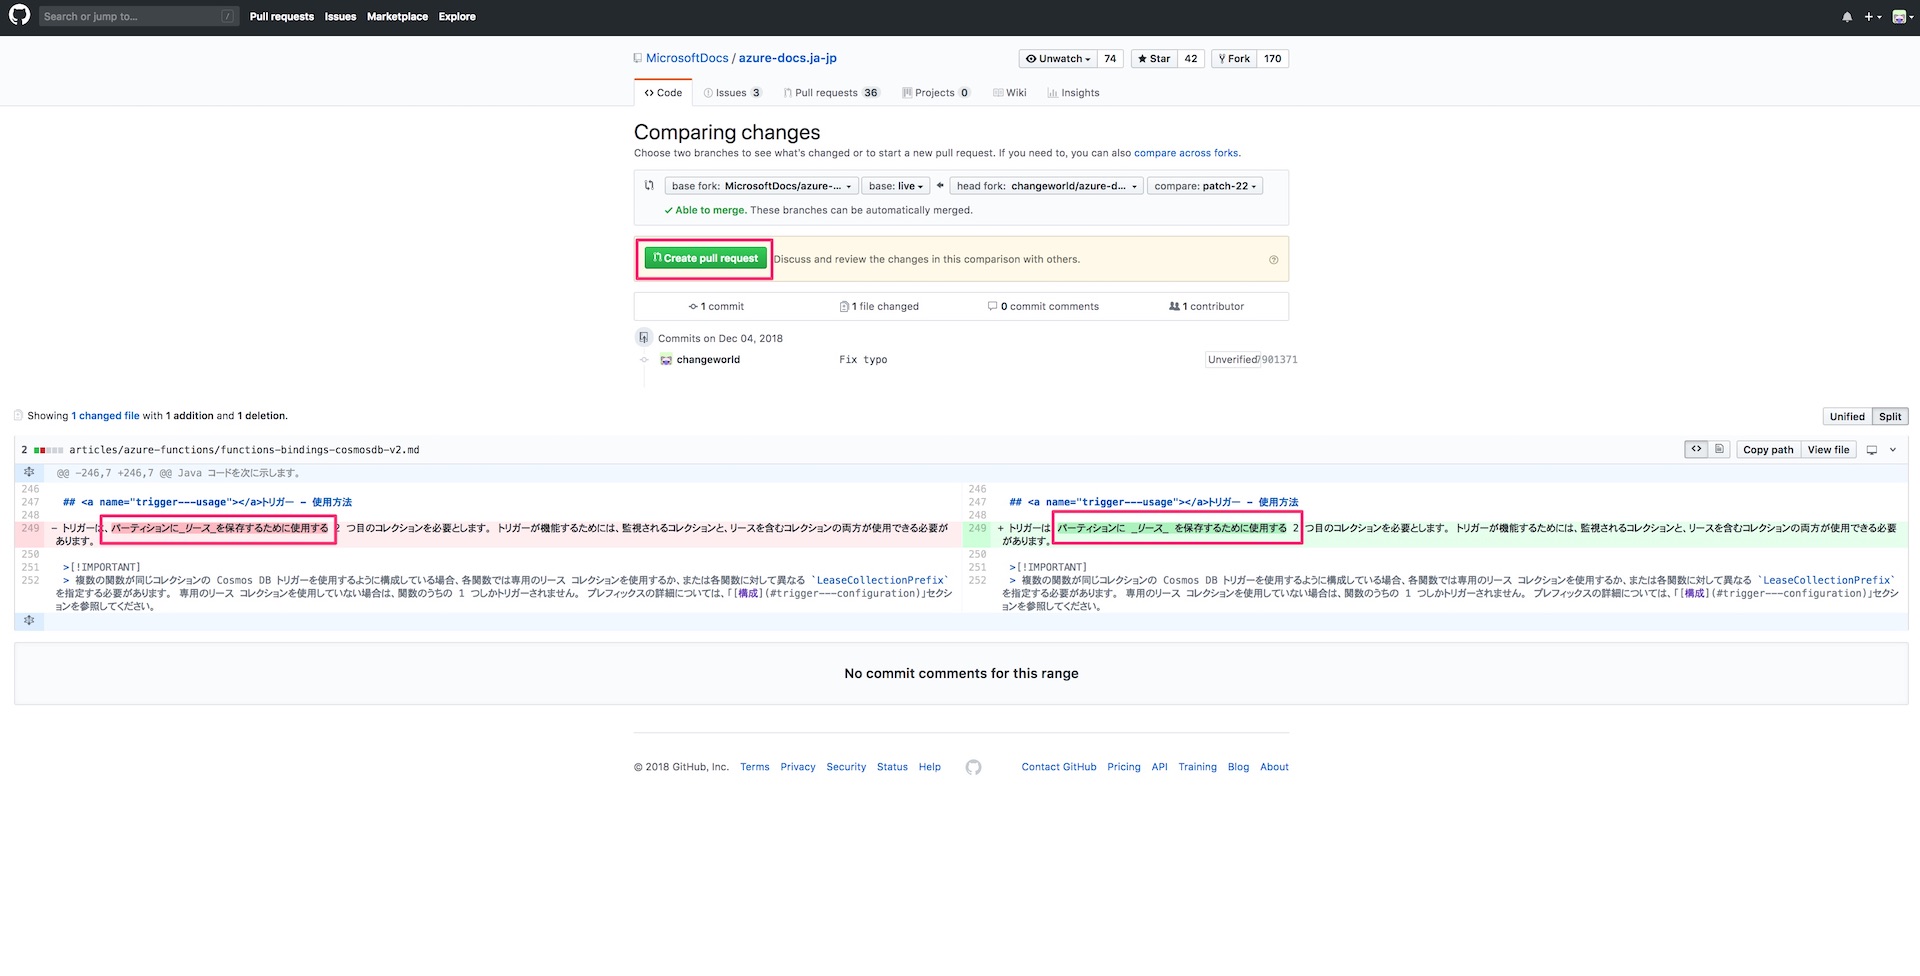 Search or jump to... / Pull requests Issues Marketplace Explore
MicrosoftDocs / azure-docs.ja-jp Unwatch 74 Star 42 Fork 170
Code Issues 3 Pull requests 36 Projects 0 Wiki Insights
Comparing changes
Choose two branches to see what's changed or to start a new pull request. If you need to, you can also compare across forks.
base fork: MicrosoftDocs/azure-... base: live head fork: changeworld/azure-d... compare: patch-22
Able to merge. These branches can be automatically merged.
Create pull request Discuss and review the changes in this comparison with others.
1 commit 1 file changed 0 commit comments 1 contributor
Commits on Dec 04, 2018
changeworld Fix typo Unverified 7901371
Showing 1 changed file with 1 addition and 1 deletion. Unified Split
2 articles/azure-functions/functions-bindings-cosmosdb-v2.md Copy path View file
@@ -246,7 +246,7 @@ Java コードを次に示します。
246
247 ## <a name="trigger---usage"></a>トリガー - 使用方法
248
249 - トリガーは、パーティションに_リース_を保存するために使用する 2 つ目のコレクションを必要とします。 トリガーが機能するためには、監視されるコレクションと、リースを含むコレクションの両方が使用できる必要が
あります。
250
251 >[!IMPORTANT]
252 > 複数の関数が同じコレクションの Cosmos DB トリガーを使用するように構成している場合、各関数では専用のリース コレクションを使用するか、または各関数に対して異なる `LeaseCollectionPrefix`
を指定する必要があります。 専用のリース コレクションを使用していない場合は、関数のうちの 1 つしかトリガーされません。 プレフィックスの詳細については、「[構成](#trigger---configuration)」セクシ
ョンを参照してください。
246
247 ## <a name="trigger---usage"></a>トリガー - 使用方法
248
249 + トリガーは パーティションに _リース_ を保存するために使用する 2 つ目のコレクションを必要とします。 トリガーが機能するためには、監視されるコレクションと、リースを含むコレクションの両方が使用できる必要
があります。
250
251 >[!IMPORTANT]
252 > 複数の関数が同じコレクションの Cosmos DB トリガーを使用するように構成している場合、各関数では専用のリース コレクションを使用するか、または各関数に対して異なる `LeaseCollectionPrefix`
を指定する必要があります。 専用のリース コレクションを使用していない場合は、関数のうちの 1 つしかトリガーされません。 プレフィックスの詳細については、「[構成](#trigger---configuration)」セクシ
ョンを参照してください。
No commit comments for this range
© 2018 GitHub, Inc. Terms Privacy Security Status Help Contact GitHub Pricing API Training Blog About